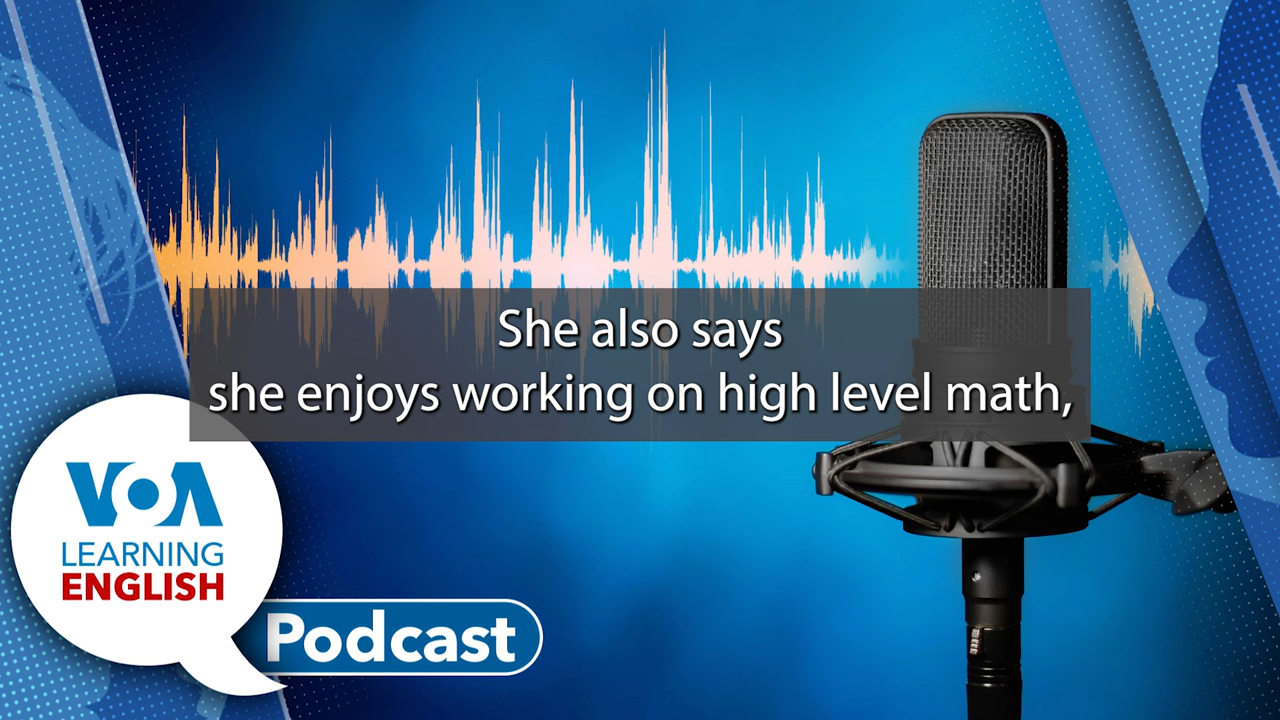 She also says
she enjoys working on high level math,
VOA
LEARNING
ENGLISH
Podcast